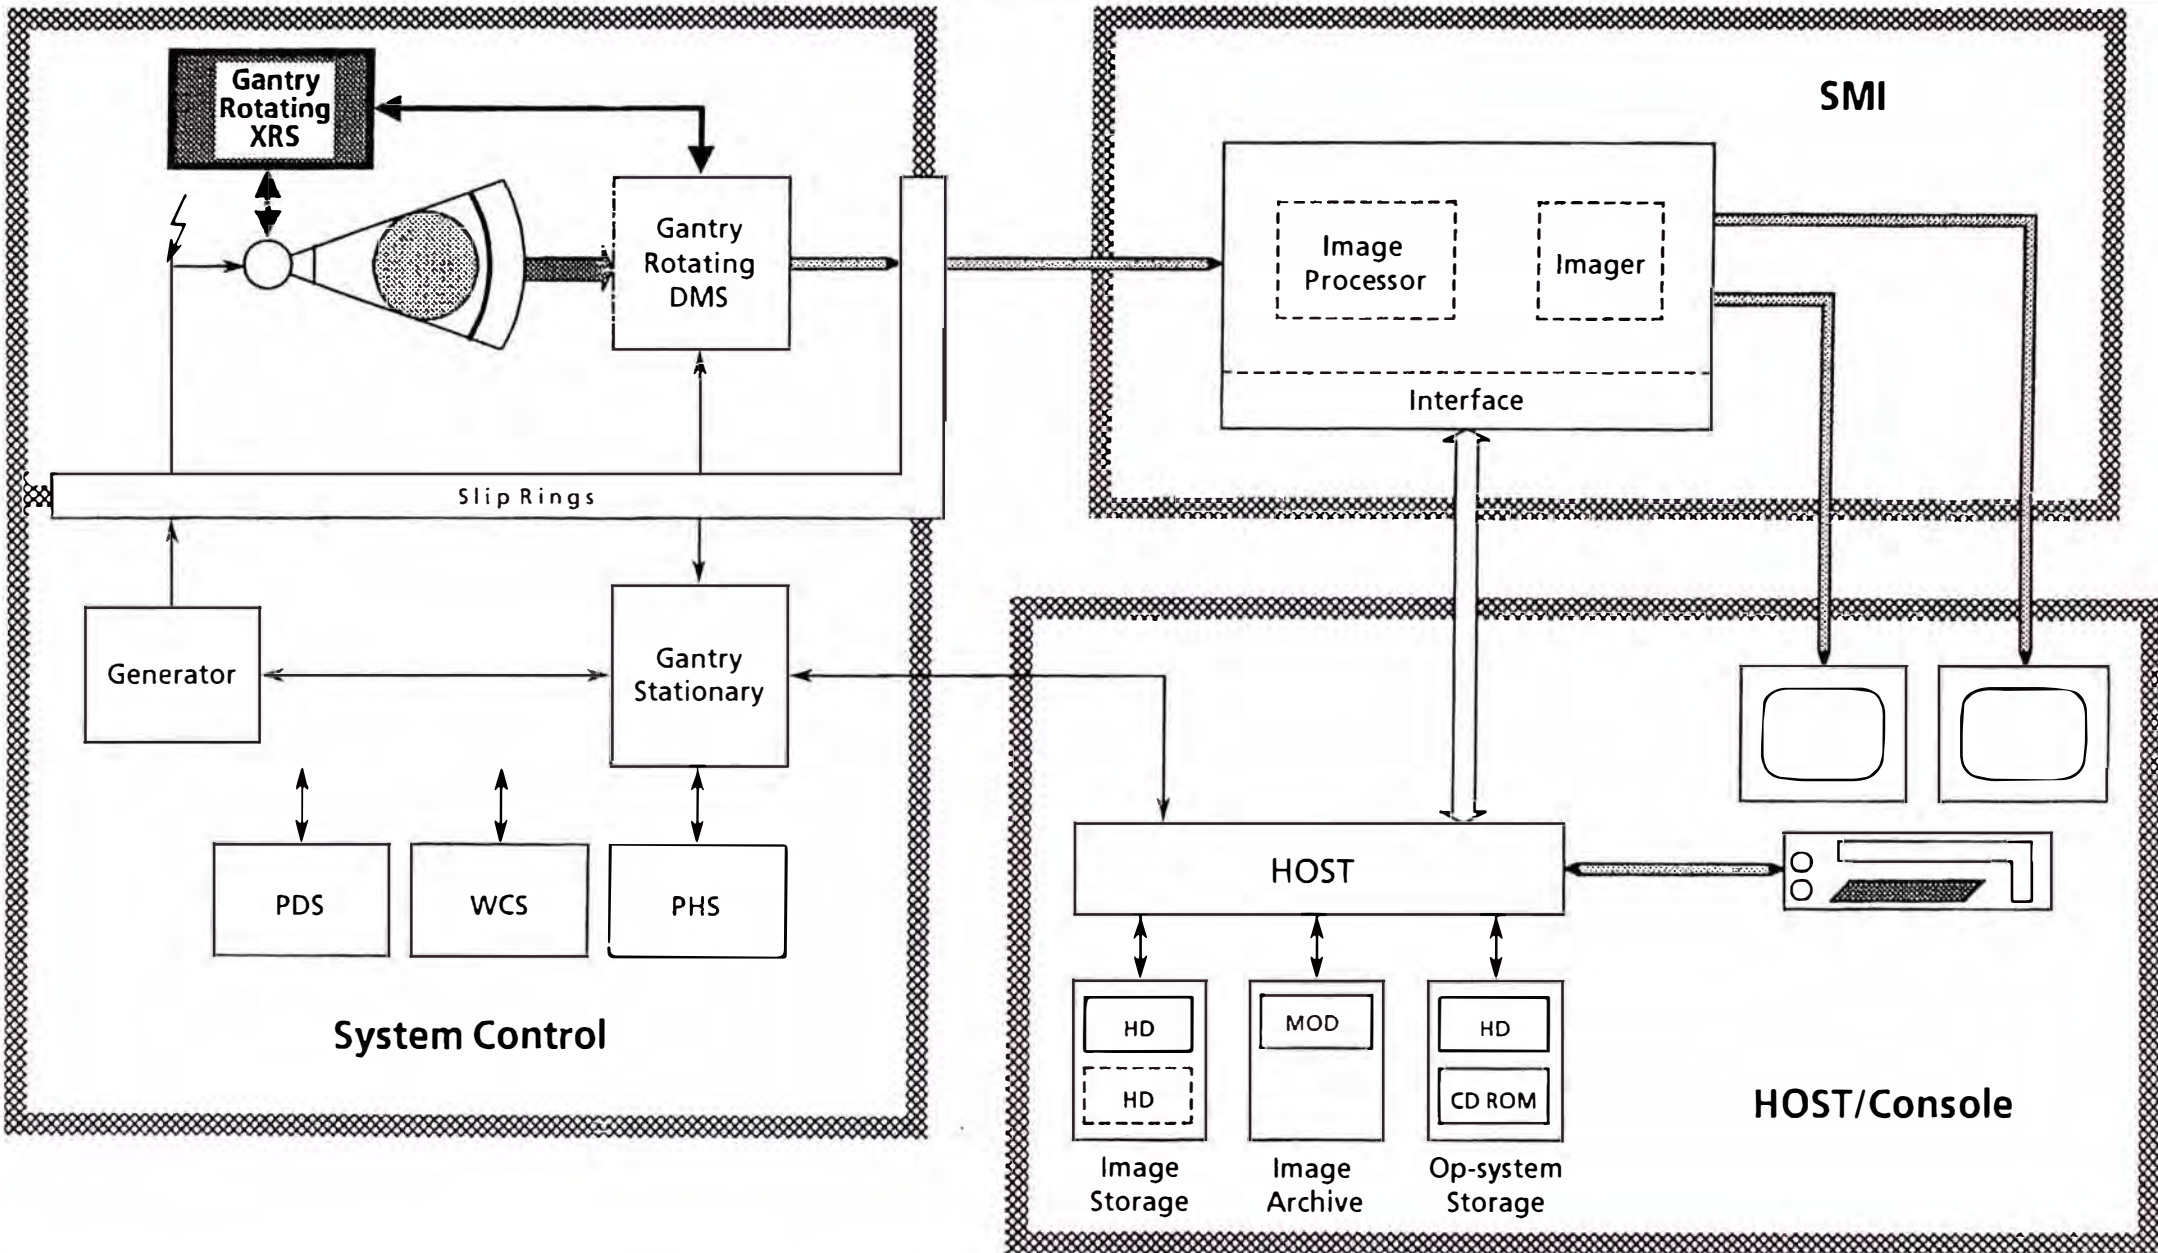 Gantry
Rotating
XRS
SMI
Gantry
Rotating
DMS
Image
Processor
Imager
Interface
Slip Rings
Generator
Gantry
Stationary
HOST
PDS
WCS
PHS
System Control
HD
MOD
HD
HD
CD ROM
HOST/Console
Image
Storage
Image
Archive
Op-system
Storage